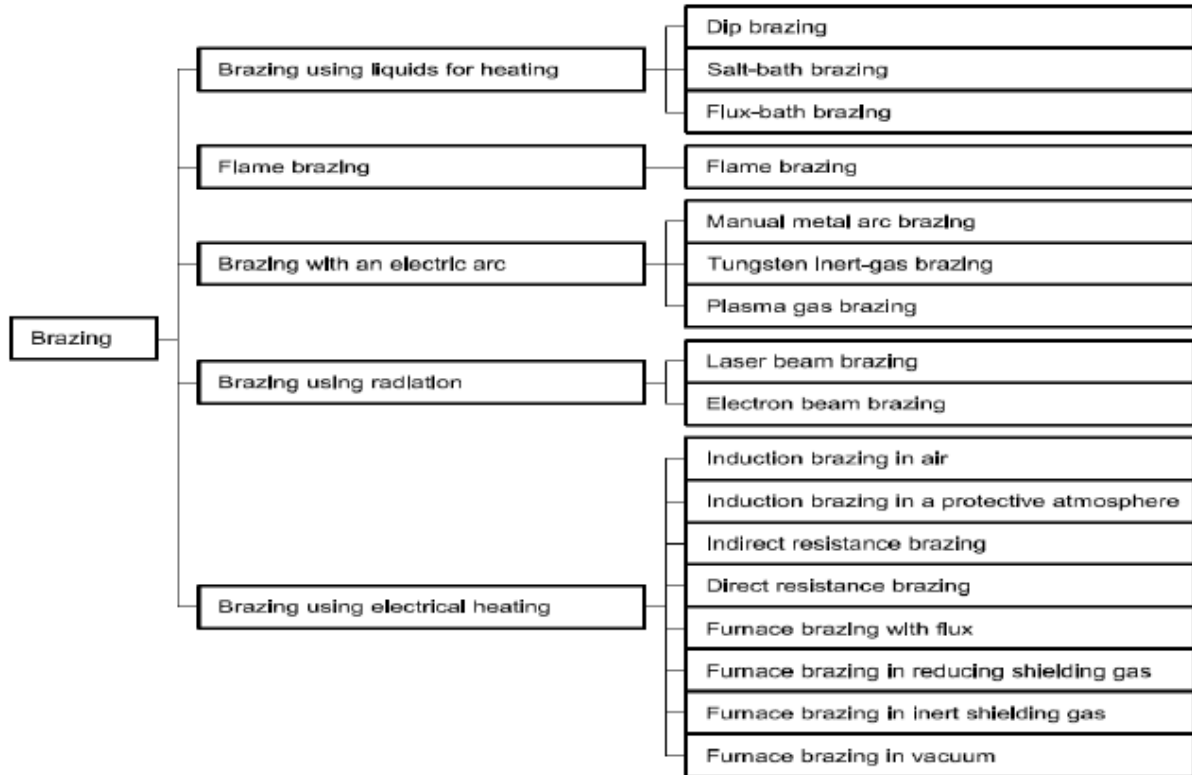 Dip brazing
Brazing using liquids for heating
Salt-bath brazing
Flux-bath brazing
Flame brazing
Flame brazing
Manual metal arc brazing
Brazing with an electric arc
Tungsten inert-gas brazing
Plasma gas brazing
Brazing
Laser beam brazing
Brazing using radiation
Electron beam brazing
Induction brazing in air
Induction brazing in a protective atmosphere
Indirect resistance brazing
Direct resistance brazing
Brazing using electrical heating
Furnace brazing with flux
Furnace brazing in reducing shielding gas
Furnace brazing in inert shielding gas
Furnace brazing in vacuum